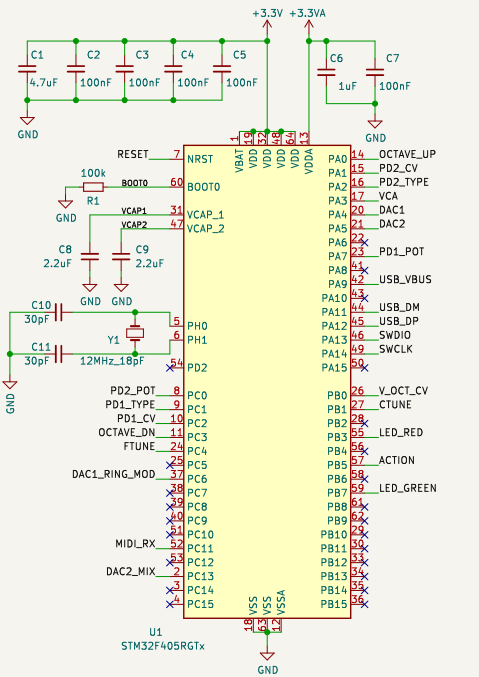 +3.3V +3.3VA
C1 C2 C3 C4 C5 C6 C7
4.7uF 100nF 100nF 100nF 100nF 1uF 100nF
GND GND
1 19 32 48 64 13
VBAT VDD VDD VDD VDD VDDA
RESET 7 NRST PA0 14 OCTAVE_UP
PA1 15 PD2_CV
100k BOOT0 60 BOOT0 PA2 16 PD2_TYPE
R1 PA3 17 VCA
GND
VCAP1 31 VCAP_1 PA4 20 DAC1
VCAP2 47 VCAP_2 PA5 21 DAC2
PA6 22
C8 C9 PA7 23 PD1_POT
2.2uF 2.2uF PA8 41
PA9 42 USB_VBUS
GND GND PA10 43
C10 PA11 44 USB_DM
30pF 5 PH0 PA12 45 USB_DP
Y1 6 PH1 PA13 46 SWDIO
C11 PA14 49 SWCLK
30pF 12MHz_18pF
54 PD2 PA15 50
GND
PD2_POT 8 PC0 PB0 26 V_OCT_CV
PD1_TYPE 9 PC1 PB1 27 CTUNE
PD1_CV 10 PC2 PB2 28
OCTAVE_DN 11 PC3 PB3 55 LED_RED
FTUNE 24 PC4 PB4 56
25 PC5 PB5 57 ACTION
DAC1_RING_MOD 37 PC6 PB6 58
38 PC7 PB7 59 LED_GREEN
39 PC8 PB8 61
40 PC9 PB9 62
51 PC10 PB10 29
MIDI_RX 52 PC11 PB11 30
53 PC12 PB12 33
DAC2_MIX 2 PC13 PB13 34
3 PC14 PB14 35
4 PC15 PB15 36
VSS VSS VSSA
18 63 12
U1
STM32F405RGTx
GND